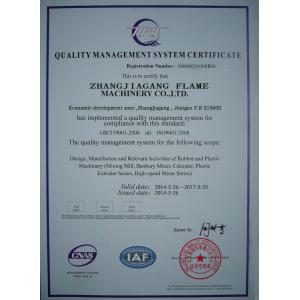 QUALITY MANAGEMENT SYSTEM CERTIFICATE
This is to certify that
ZHANGJIAGANG FLAME
MACHINERY CO.,LTD.
Economic development zone ,Zhangjiagang , Jiangsu P.R 215600
has implemented a quality management system for
compliance with this standard:
GB/T19001-2008 idt ISO9001:2008
The quality management system for the following scope:
Design, Manufacture and Relevant Activities of Rubber and Plastic
Machinery (Mixing Mill, Banbury Mixer, Calender, Plastic
Extruder Series, High-speed Mixer Series)
Valid date: 2014-5-26---2017-5-25
Issued date: 2014-5-26
Signed By:
CNAS
IAF